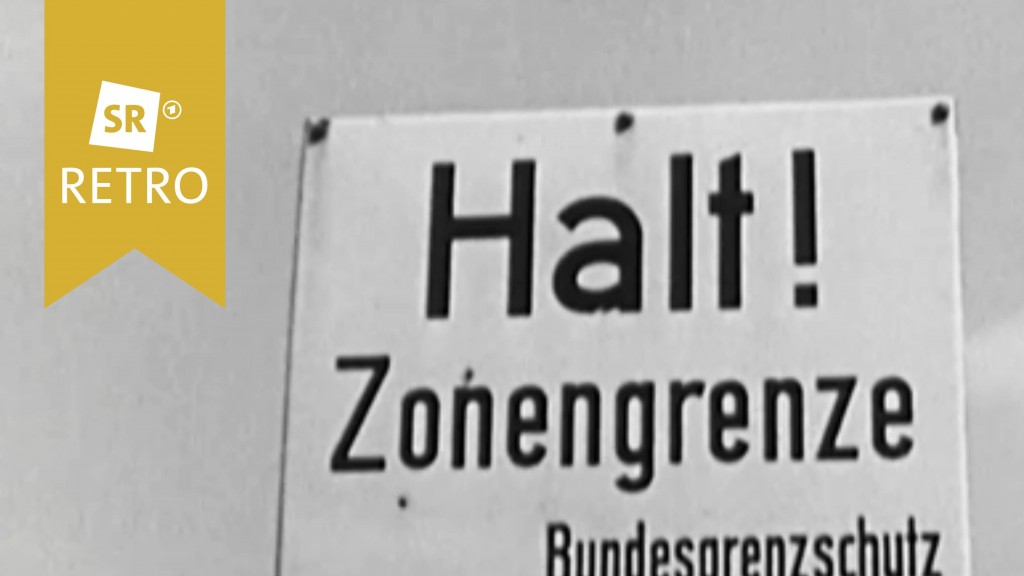 SR
RETRO
Halt!
Zonengrenze
Bundesgrenzschutz